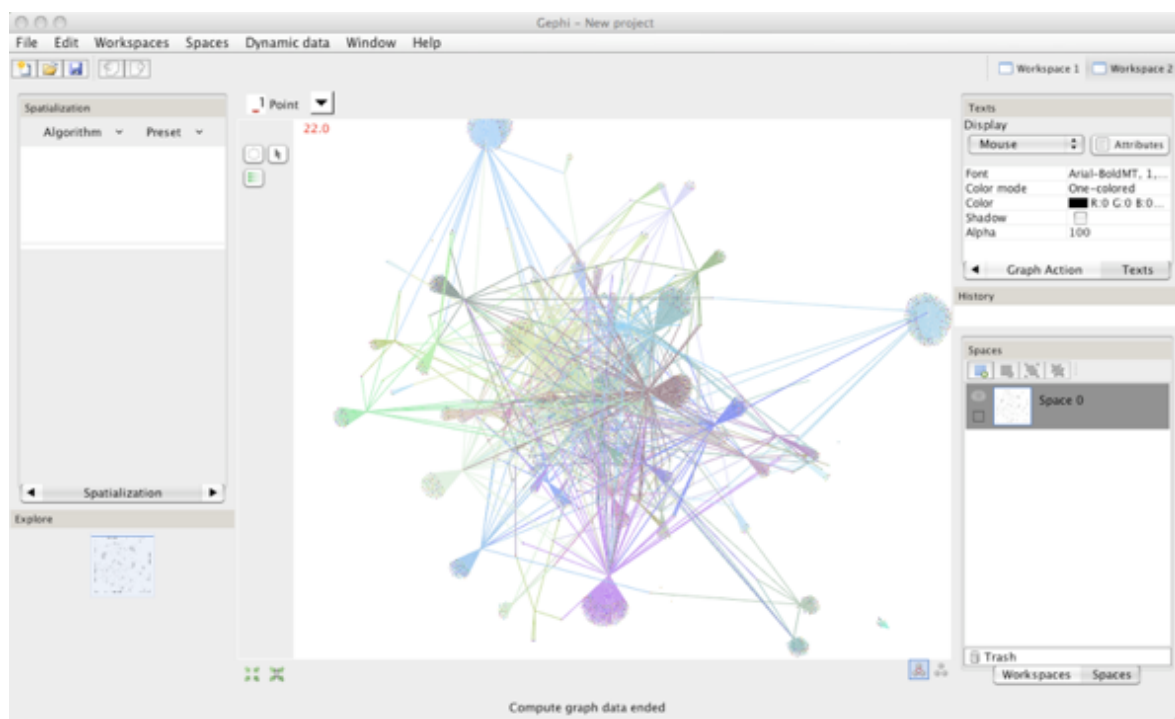 Gephi – New project
File Edit Workspaces Spaces Dynamic data Window Help
Workspace 1 Workspace 2
Spatialization
Algorithm Preset
1 Point
22.0
Texts
Display
Mouse Attributes
Font Arial-BoldMT, 1,...
Color mode One-colored
Color R:0 G:0 B:0...
Shadow
Alpha 100
Graph Action Texts
History
Spaces
Space 0
Spatialization
Explore
Trash
Workspaces Spaces
Compute graph data ended